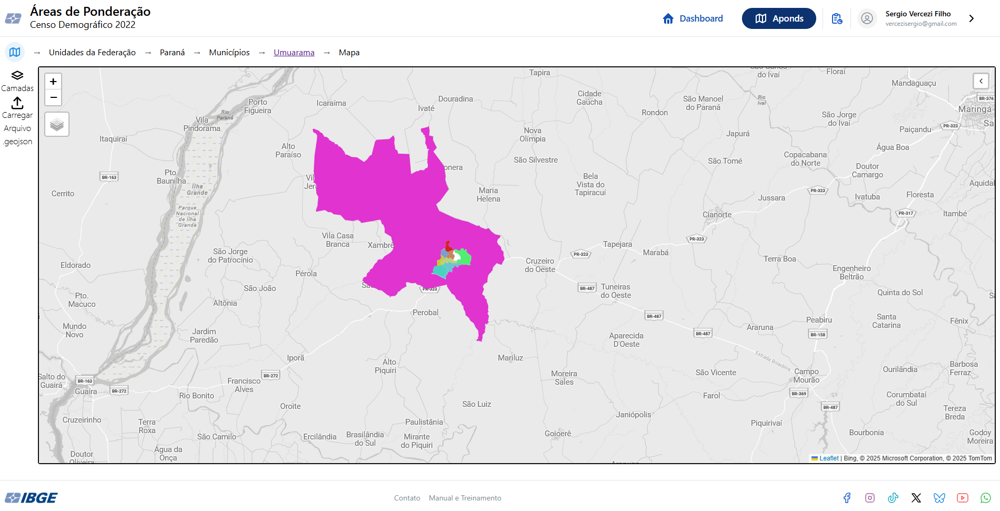 Áreas de Ponderação
Censo Demográfico 2022
Dashboard
Aponds
Sergio Vercezi Filho
vercezisergio@gmail.com
→ Unidades da Federação → Paraná → Municípios → Umuarama → Mapa
Camadas
Carregar
Arquivo
.geojson
+
−
Tapira
do Ivaí
Floraí
Mandaguaçu
BR-376
Maringá
Porto
Figueira
Icaraíma
Douradina
Ivaté
Cidade
Gaúcha
São Manoel
do Paraná
Rio
Ivaí
Rondon
São Jorge
do Ivaí
Rio
Paraná
Vila
Pindorama
PR-323
Paiçandu
Itaquiraí
Alto
Paraíso
Nova
Olímpia
Japurá
Água Boa
São Silvestre
São Tomé
Copacabana
do Norte
Doutor
Camargo
BR-163
Pto.
Baunilha
Ilha
Grande
Bela
Vista do
Tapiracuí
Cerrito
Maria
Helena
PR-323
Jussara
Ivatuba
Floresta
Parque
Nacional
de Ilha
Grande
Cianorte
PR-317
Itambé
Vila Casa
Branca
Xambrê
PR-323
Tapejara
Marabá
PR-323
São Jorge
do Patrocínio
Eldorado
Cruzeiro
do Oeste
Terra Boa
Engenheiro
Beltrão
Pérola
São João
PR-323
BR-487
Tuneiras
do Oeste
Quinta do Sol
Pto.
Macuco
Altônia
Perobal
BR-487
Peabiru
Santa
Catarina
Fênix
Mundo
Novo
Jardim
Paredão
BR-487
Araruna
BR-158
Aparecida
D'Oeste
Iporã
Mariluz
Estrada Boiadeira
Alto
Piquiri
Moreira
Sales
São Vicente
Campo
Mourão
Ourilândia
Barbosa
Ferraz
Salto do
Guairá
BR-163
Guaíra
BR-272
BR-272
Francisco
Alves
Rio Bonito
Farol
BR-369
Corumbataí
do Sul
Oroite
São Luiz
BR-487
Tereza
Breda
Cruzeirinho
Terra
Roxa
Paulistânia
Janiópolis
Piquirivaí
São Camilo
Ercilândia
Brasilândia
do Sul
Mirante
do Piquiri
Goioerê
Bourbonia
Godoy
Moreira
Água da
Onça
Doutor
Oliveira
Leaflet | Bing, © 2025 Microsoft Corporation, © 2025 TomTom
IBGE
Contato
Manual e Treinamento